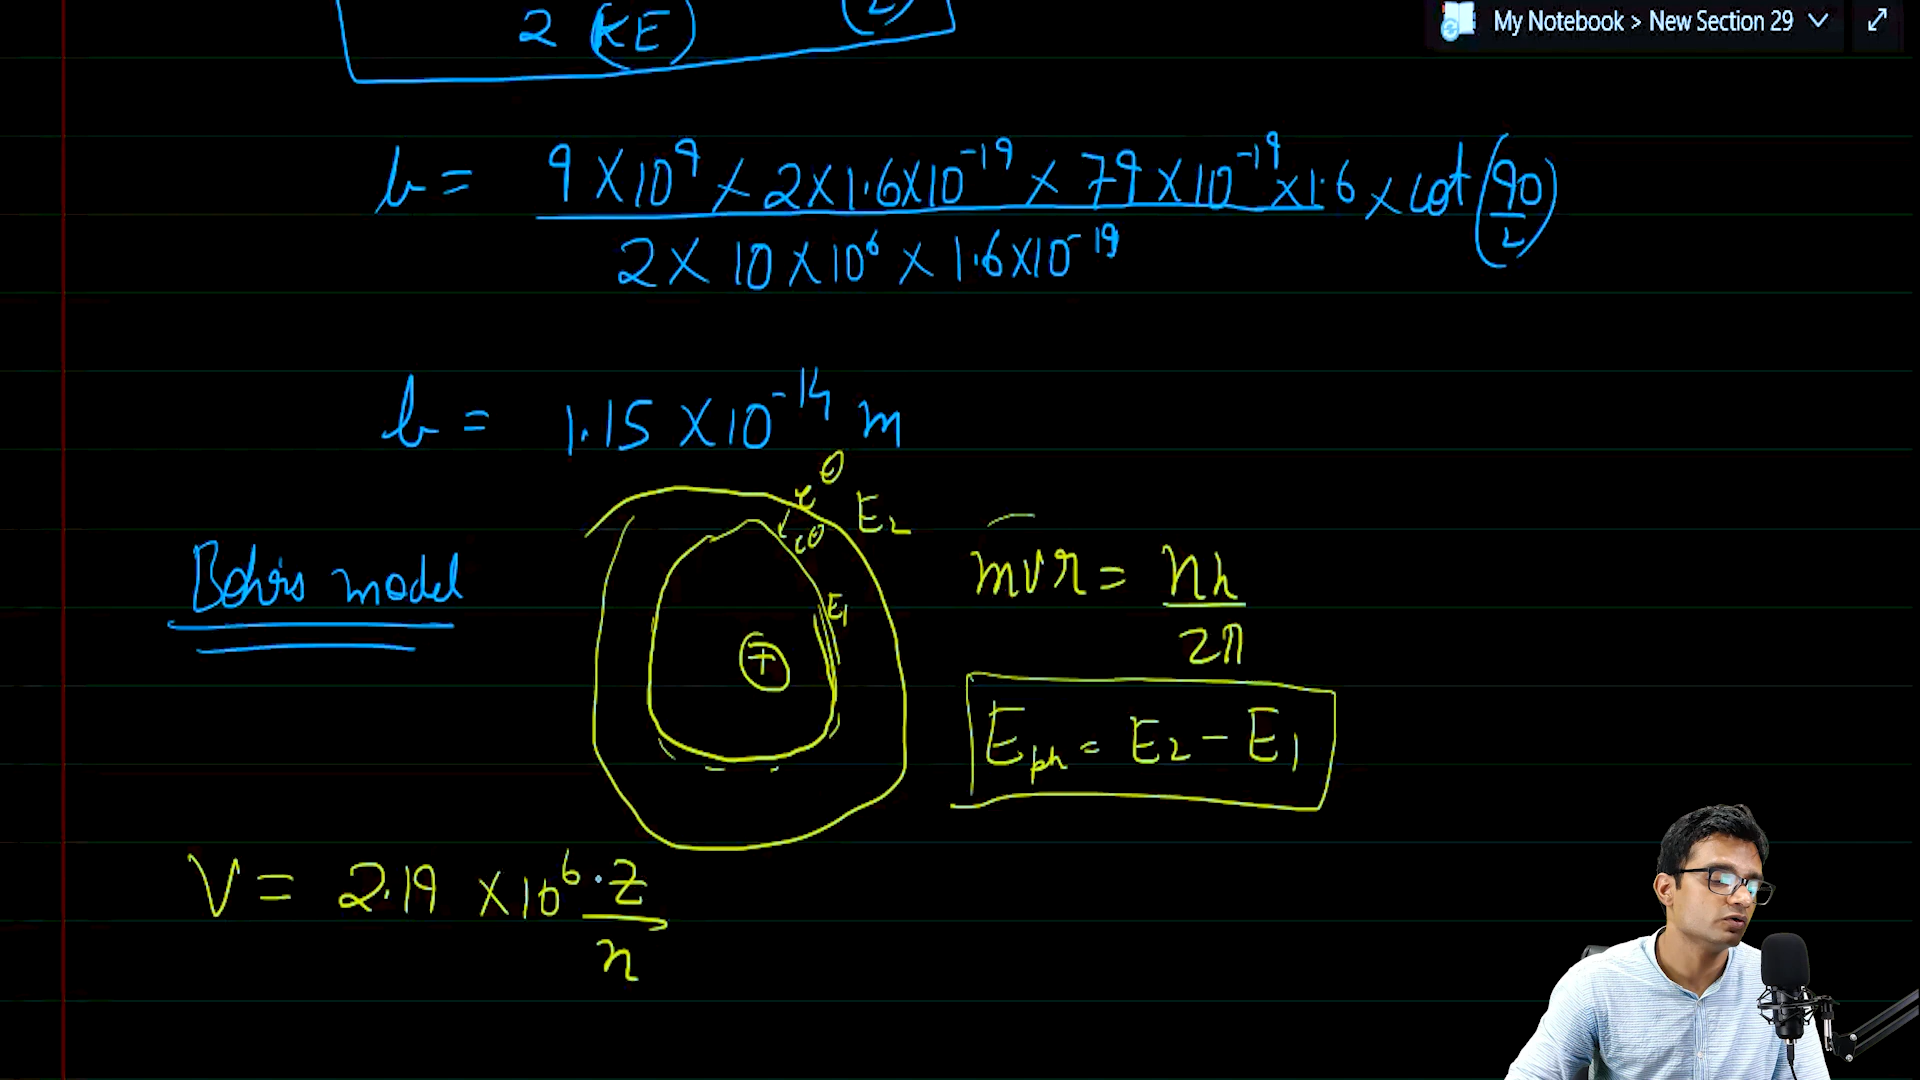 My Notebook > New Section 29
2 (KE)
2
b = 9 × 10^9 × 2 × 1.6 × 10^-19 × 79 × 10^-19 × 1.6 × cot (90/2)
2 × 10 × 10^6 × 1.6 × 10^-19
b = 1.15 × 10^-14 m
e⊖ E2
e⊖
Bohr's model
E1
+
mvr = nh
2π
Eph = E2 - E1
V = 2.19 × 10^6 · z
n